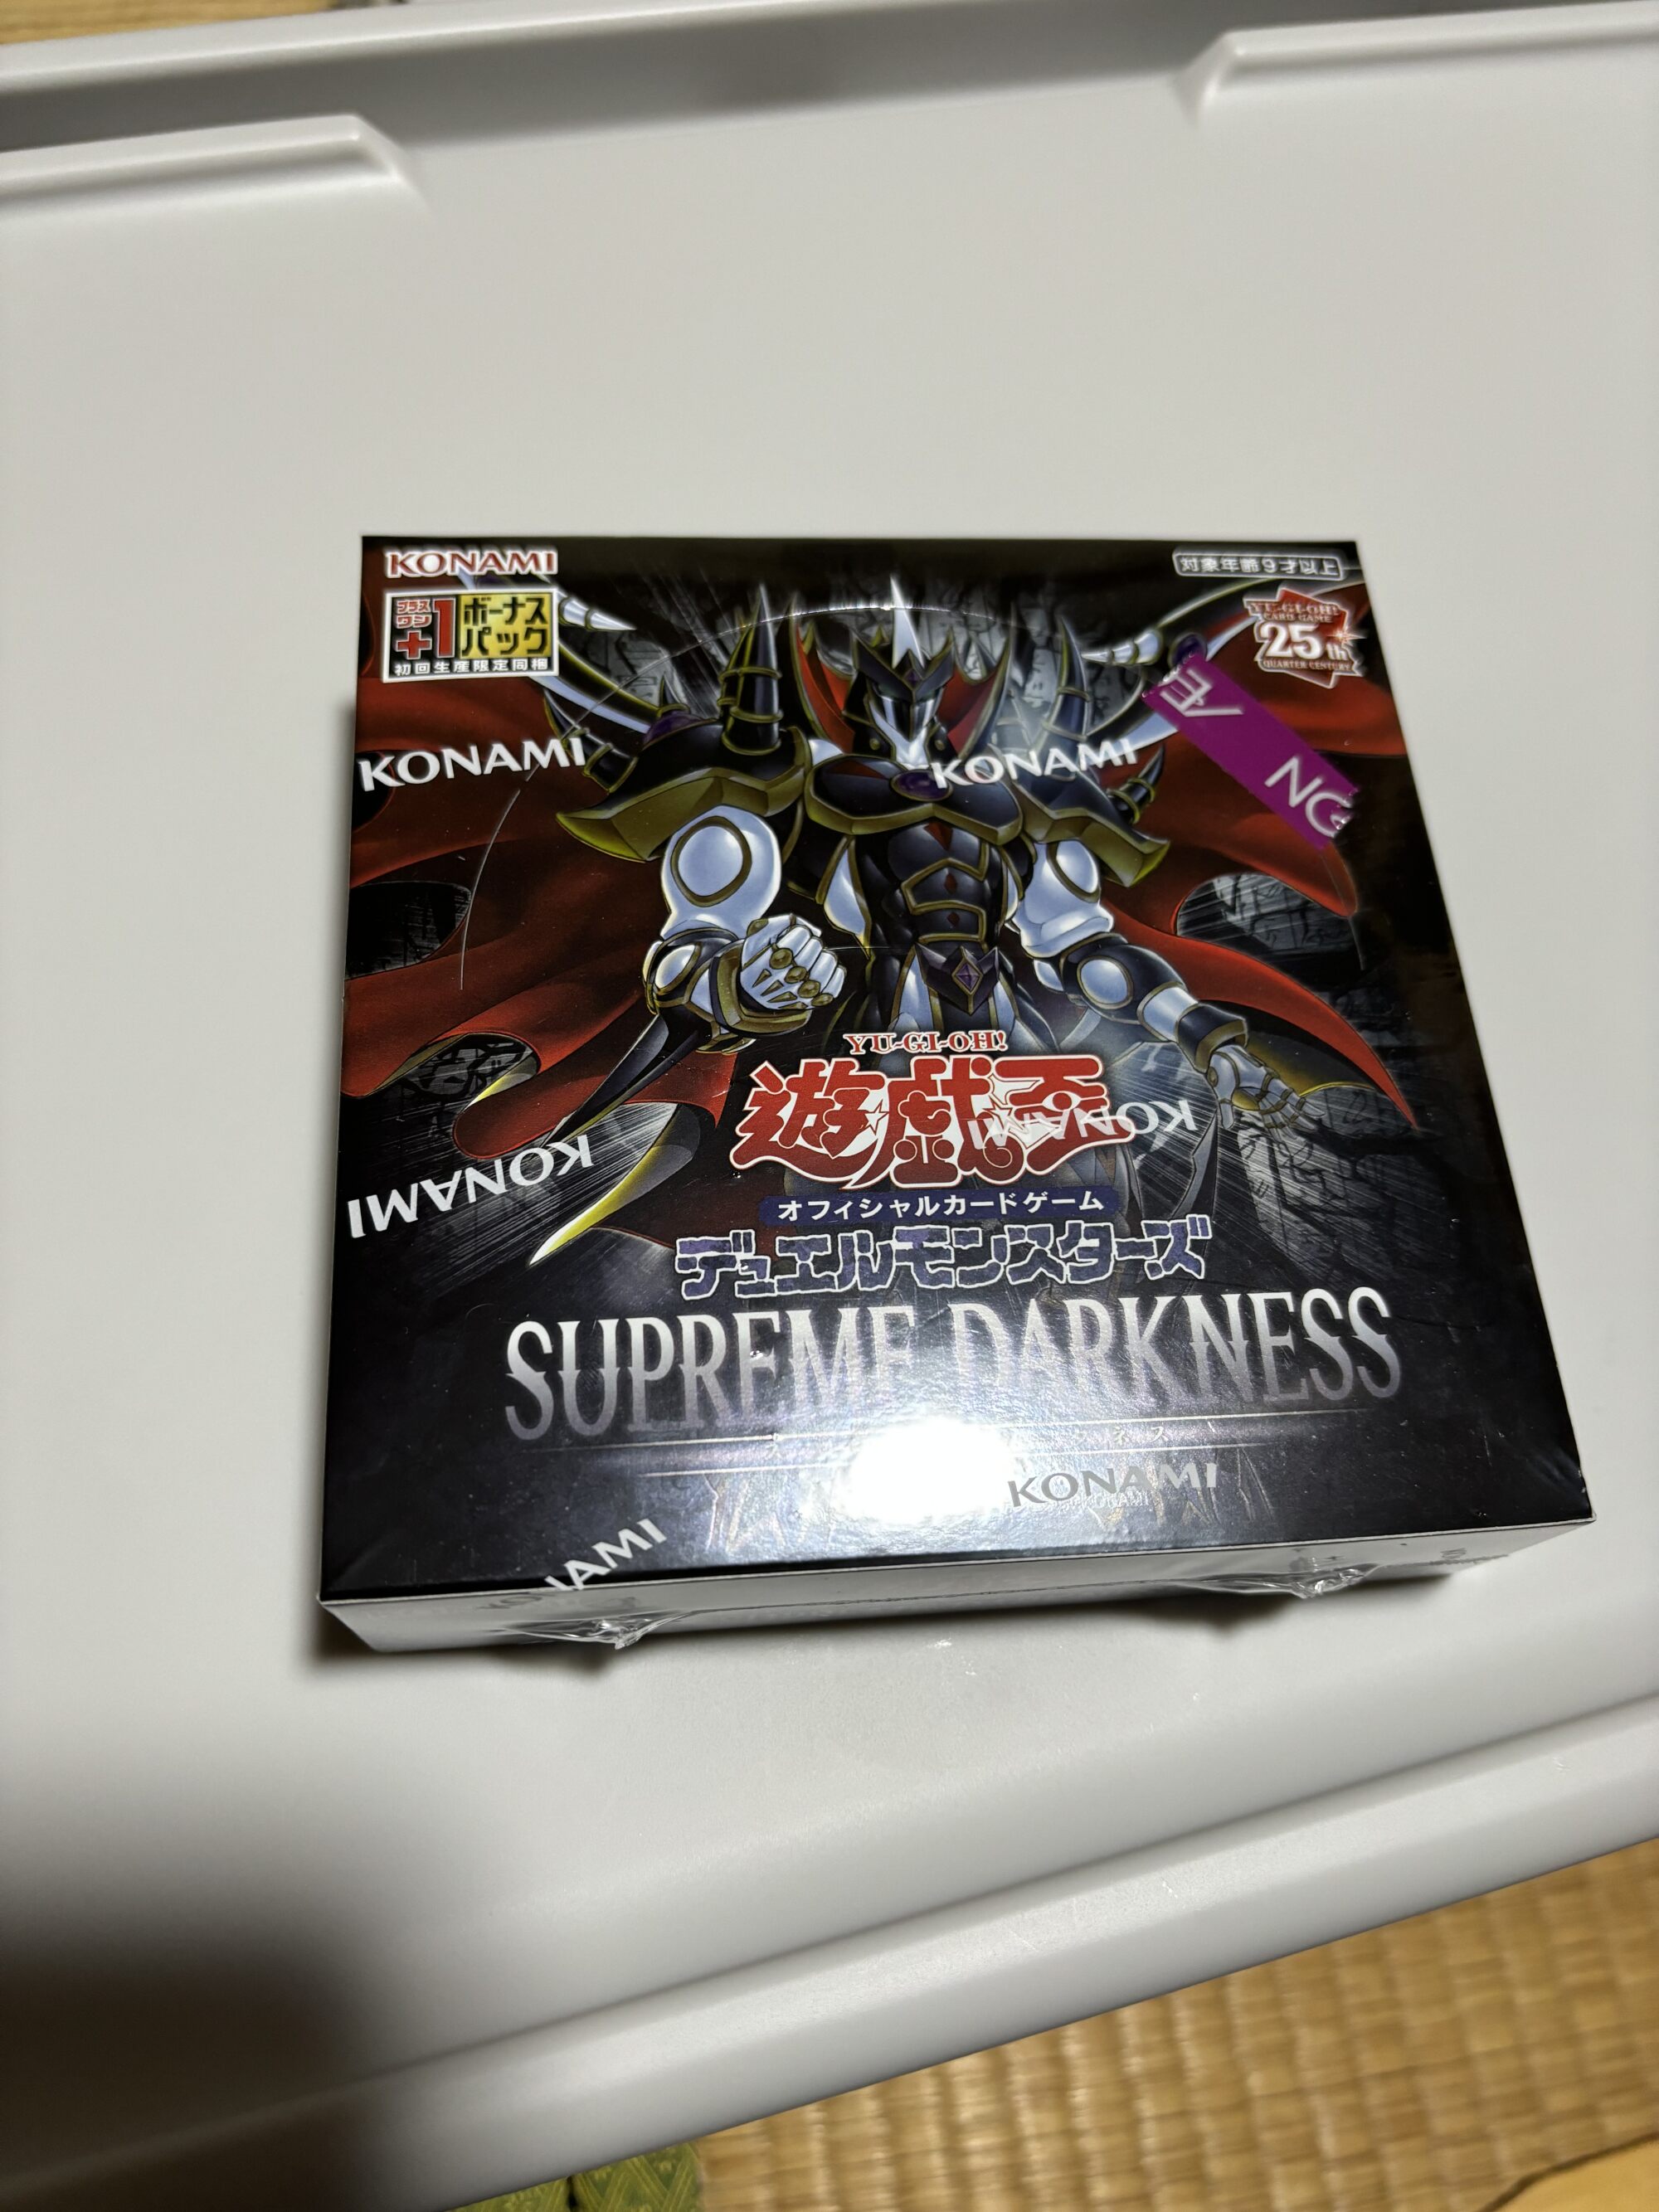 KONAMI
対象年齢9才以上
プラスワン
+1
ボーナス
パック
初回生産限定同梱
YU-GI-OH!
CARD GAME
25th
QUARTER CENTURY
KONAMI
KONAMI
NG
YU-GI-OH!
遊☆戯☆王
KONAMI
KONAMI
オフィシャルカードゲーム
デュエルモンスターズ
SUPREME DARKNESS
KONAMI
KONAMI